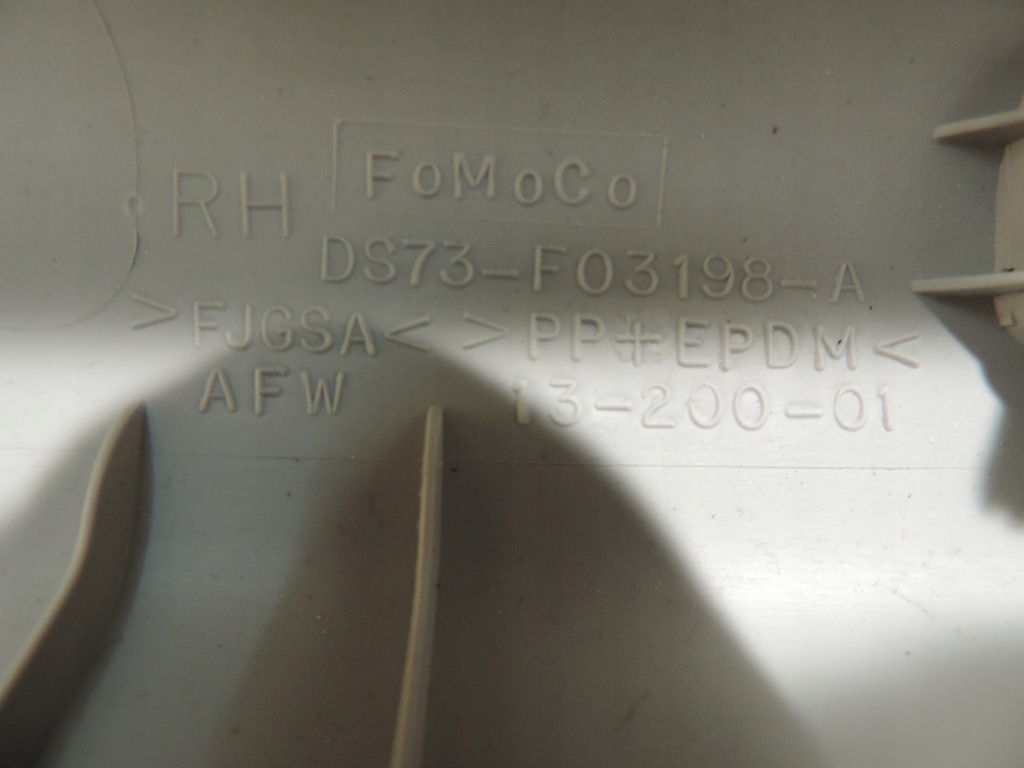 RH FoMoCo
DS73-F03198-A
>FJGSA< >PP+EPDM<
AFW 13-200-01